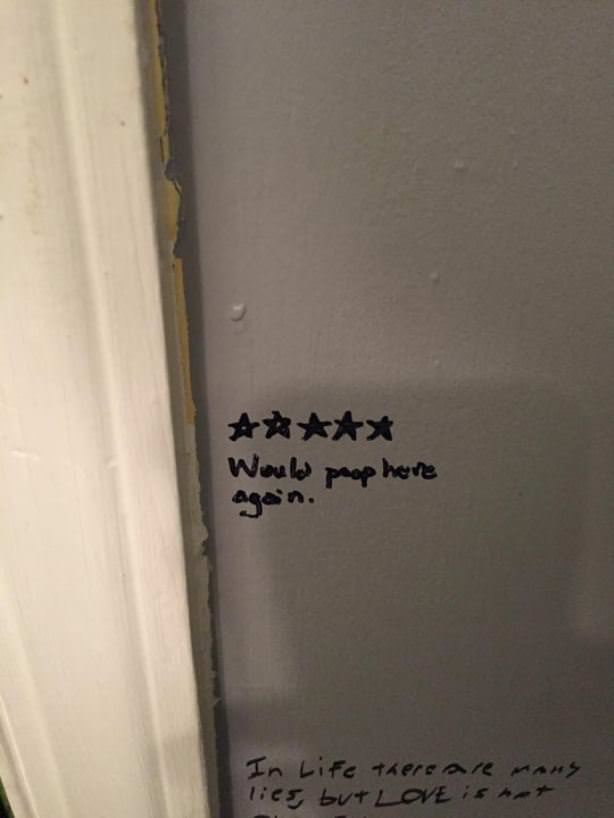 ★★★★★
Would poop here
again.
In Life there are many
lies, but LOVE is not